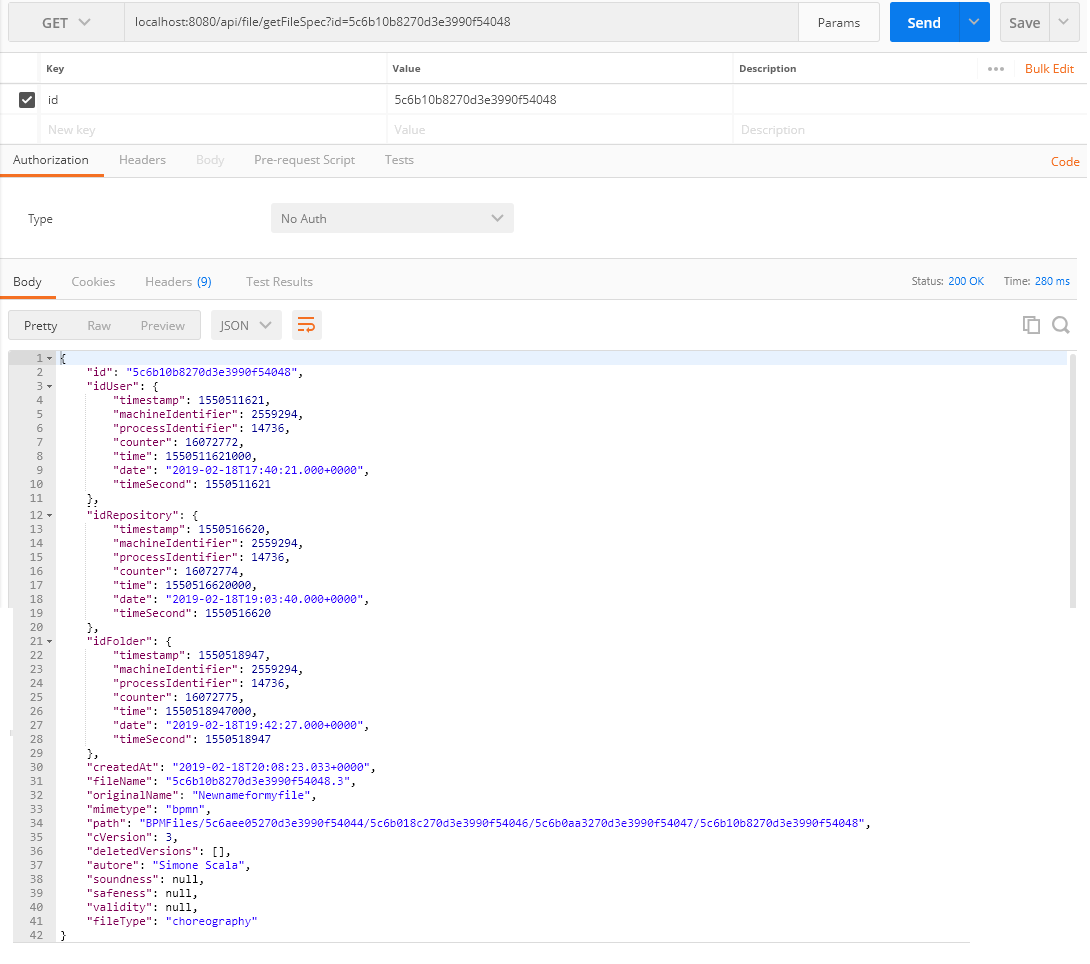 GET localhost:8080/api/file/getFileSpec?id=5c6b10b8270d3e3990f54048 Params Send Save
Key Value Description ••• Bulk Edit
id 5c6b10b8270d3e3990f54048
New key Value Description
Authorization Headers Body Pre-request Script Tests Code
Type No Auth
Body Cookies Headers (9) Test Results Status: 200 OK Time: 280 ms
Pretty Raw Preview JSON
1 {
2 "id": "5c6b10b8270d3e3990f54048",
3 "idUser": {
4 "timestamp": 1550511621,
5 "machineIdentifier": 2559294,
6 "processIdentifier": 14736,
7 "counter": 16072772,
8 "time": 1550511621000,
9 "date": "2019-02-18T17:40:21.000+0000",
10 "timeSecond": 1550511621
11 },
12 "idRepository": {
13 "timestamp": 1550516620,
14 "machineIdentifier": 2559294,
15 "processIdentifier": 14736,
16 "counter": 16072774,
17 "time": 1550516620000,
18 "date": "2019-02-18T19:03:40.000+0000",
19 "timeSecond": 1550516620
20 },
21 "idFolder": {
22 "timestamp": 1550518947,
23 "machineIdentifier": 2559294,
24 "processIdentifier": 14736,
25 "counter": 16072775,
26 "time": 1550518947000,
27 "date": "2019-02-18T19:42:27.000+0000",
28 "timeSecond": 1550518947
29 },
30 "createdAt": "2019-02-18T20:08:23.033+0000",
31 "fileName": "5c6b10b8270d3e3990f54048.3",
32 "originalName": "Newnameformyfile",
33 "mimetype": "bpmn",
34 "path": "BPMFiles/5c6aee05270d3e3990f54044/5c6b018c270d3e3990f54046/5c6b0aa3270d3e3990f54047/5c6b10b8270d3e3990f54048",
35 "cVersion": 3,
36 "deletedVersions": [],
37 "autore": "Simone Scala",
38 "soundness": null,
39 "safeness": null,
40 "validity": null,
41 "fileType": "choreography"
42 }